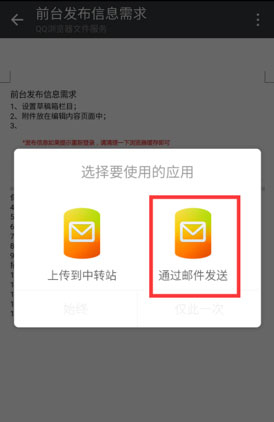 前台发布信息需求
QQ浏览器文件服务
前台发布信息需求
1、设置草稿箱栏目；
2、附件放在编辑内容页面中；
3、
*发布信息如果提示重新登录，请清理一下浏览器缓存即可
选择要使用的应用
上传到中转站
通过邮件发送
始终
仅此一次